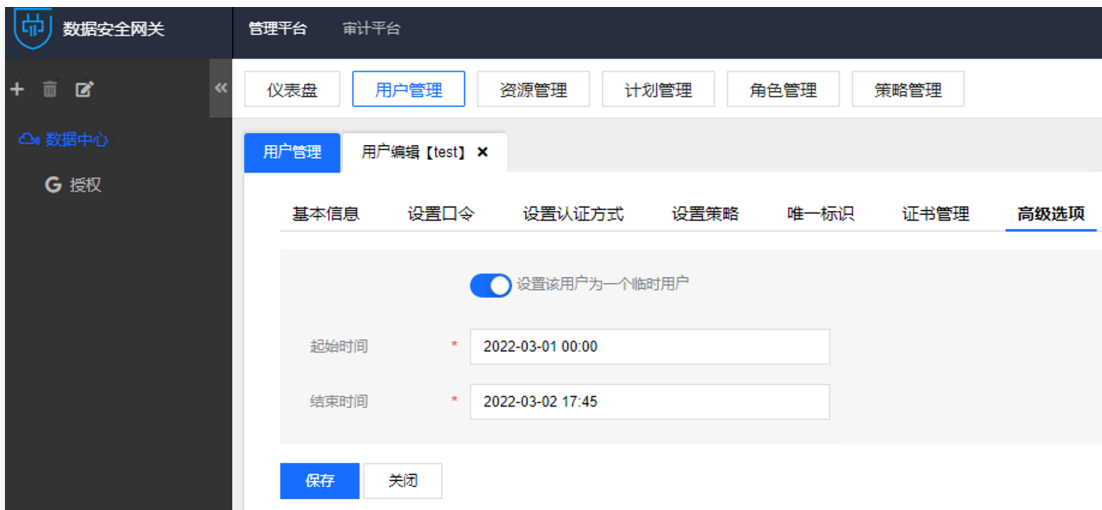 数据安全网关 管理平台 审计平台
仪表盘 用户管理 资源管理 计划管理 角色管理 策略管理
数据中心
授权
用户管理 用户编辑【test】
基本信息 设置口令 设置认证方式 设置策略 唯一标识 证书管理 高级选项
设置该用户为一个临时用户
起始时间 * 2022-03-01 00:00
结束时间 * 2022-03-02 17:45
保存 关闭